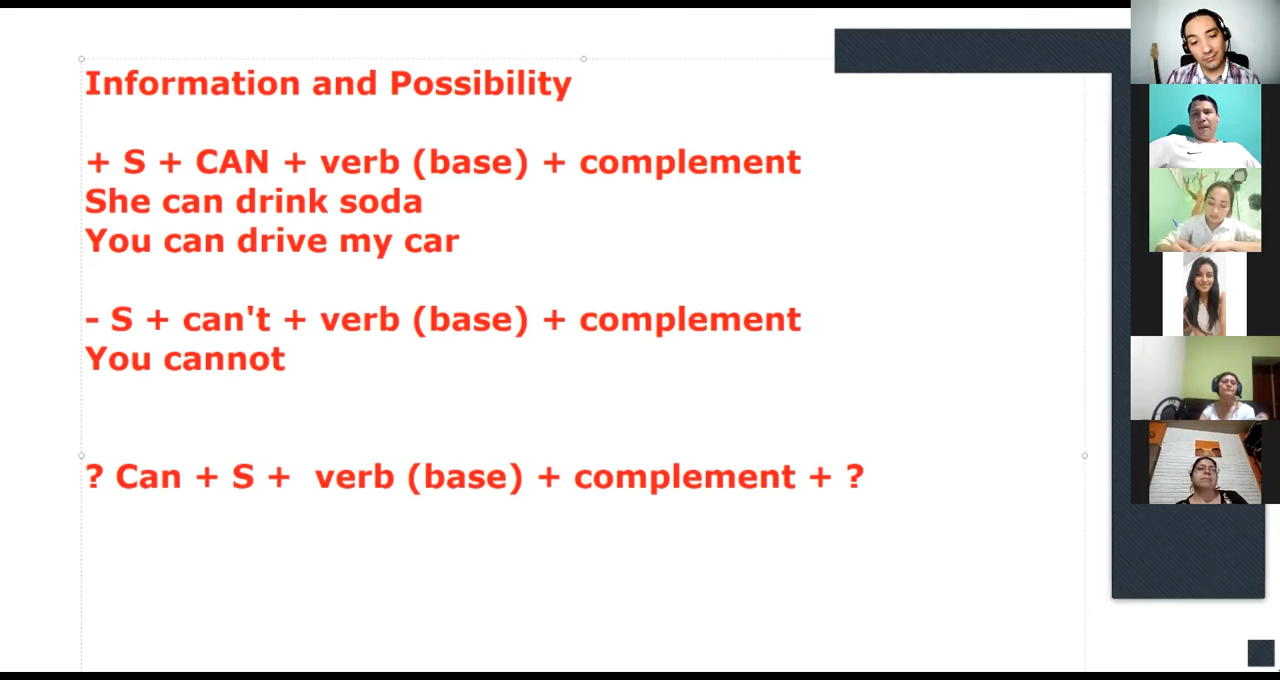 Information and Possibility
+ S + CAN + verb (base) + complement
She can drink soda
You can drive my car
- S + can't + verb (base) + complement
You cannot
? Can + S +  verb (base) + complement + ?